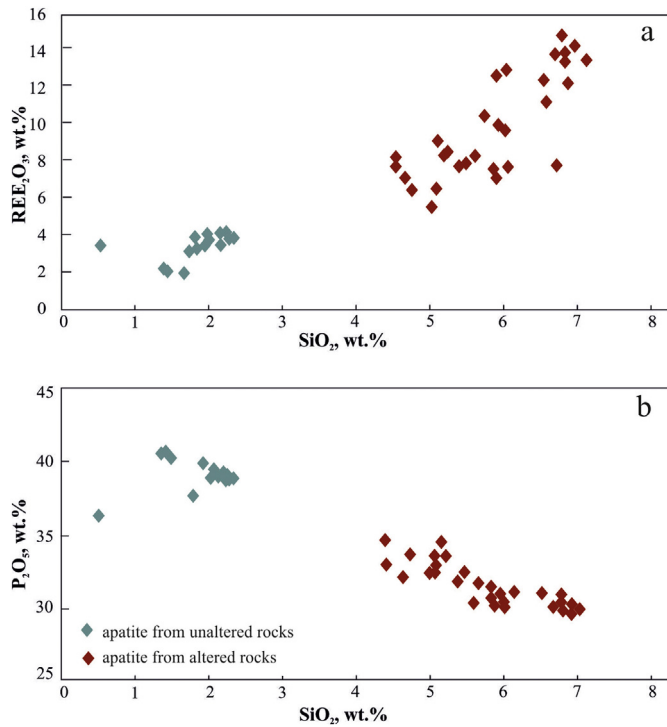 a
16
14
12
10
8
6
4
2
0
REE₂O₃, wt.%
0 1 2 3 4 5 6 7 8
SiO₂, wt.%
b
45
40
35
30
25
P₂O₅, wt.%
apatite from unaltered rocks
apatite from altered rocks
0 1 2 3 4 5 6 7 8
SiO₂, wt.%